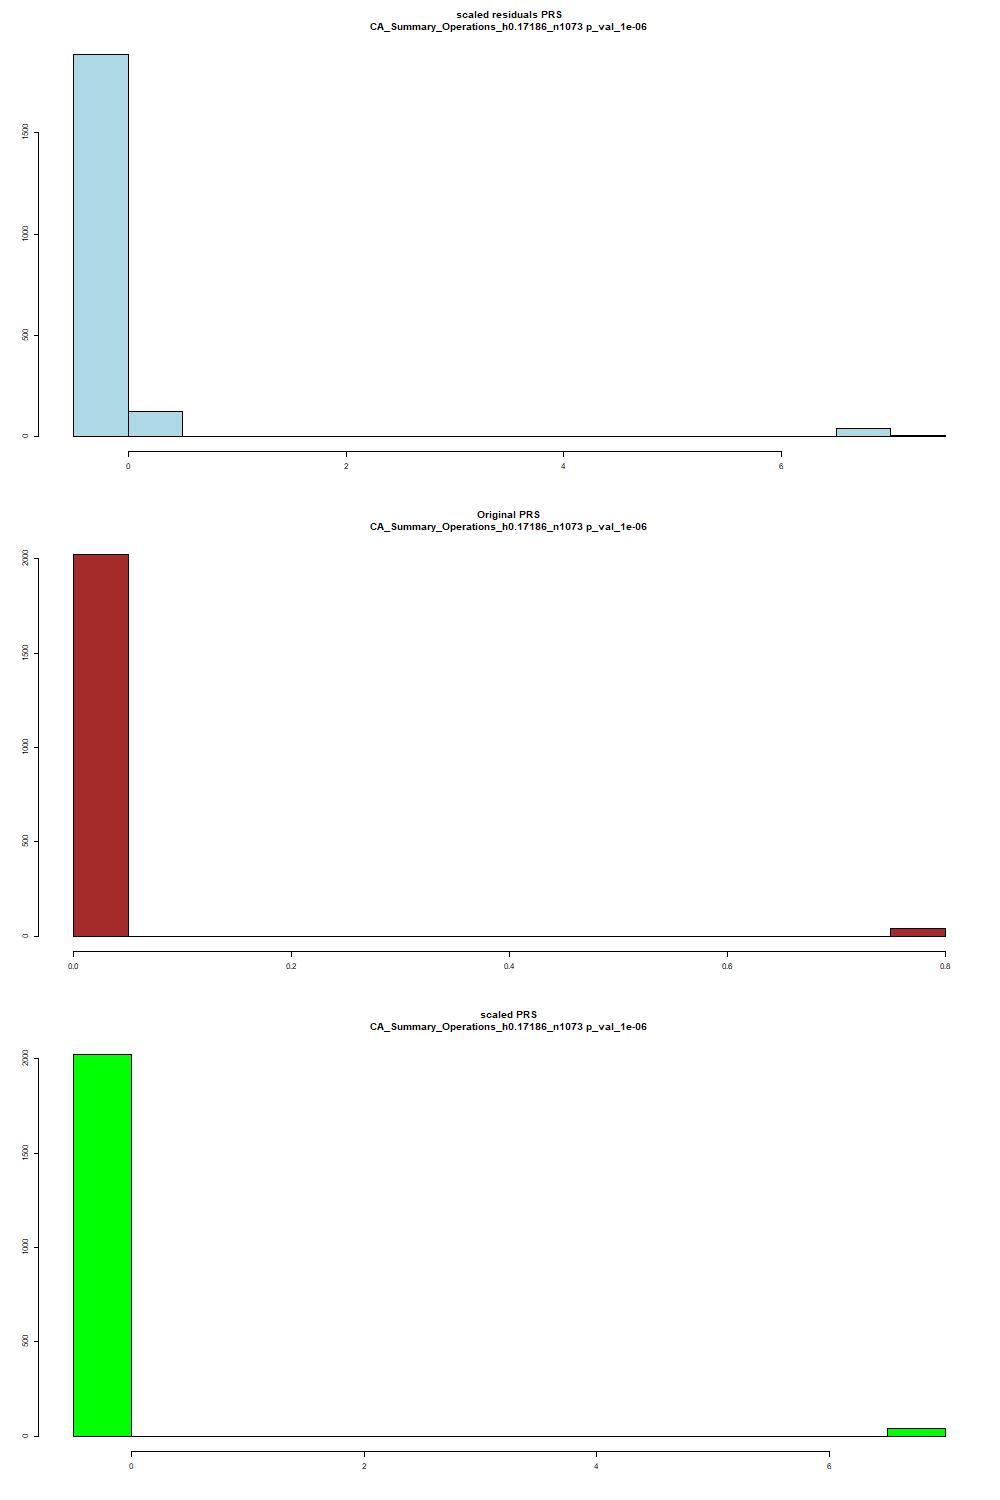 scaled residuals PRS
CA_Summary_Operations_h0.17186_n1073 p_val_1e-06
1500
1000
500
0
0 2 4 6
Original PRS
CA_Summary_Operations_h0.17186_n1073 p_val_1e-06
2000
1500
1000
500
0
0.0 0.2 0.4 0.6 0.8
scaled PRS
CA_Summary_Operations_h0.17186_n1073 p_val_1e-06
2000
1500
1000
500
0
0 2 4 6